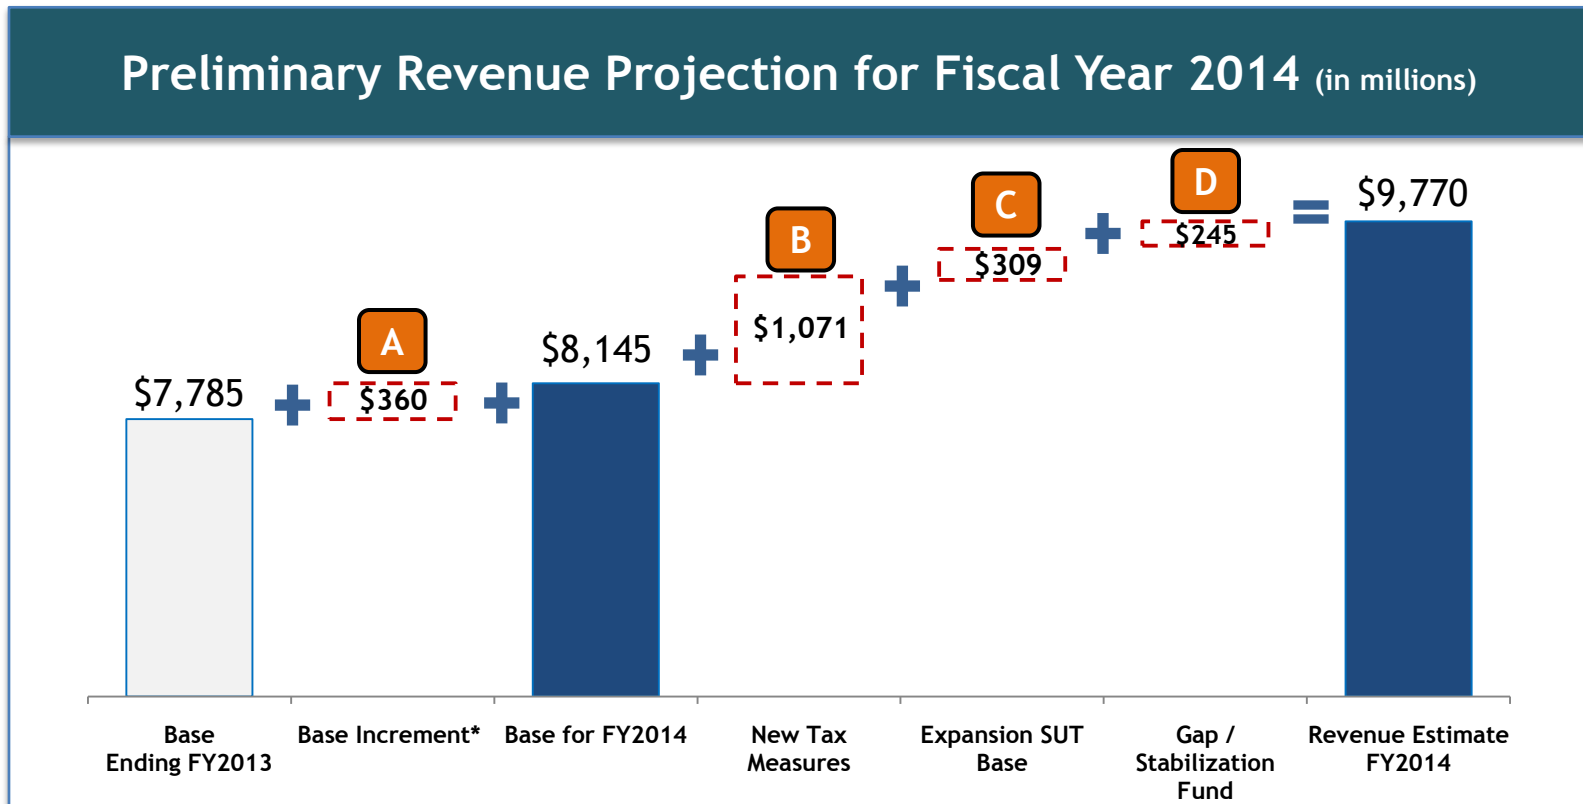 Preliminary Revenue Projection for Fiscal Year 2014 (in millions)
$7,785
+
A
$360
+
$8,145
+
B
$1,071
+
C
$309
+
D
$245
=
$9,770
Base
Ending FY2013
Base Increment*
Base for FY2014
New Tax
Measures
Expansion SUT
Base
Gap /
Stabilization
Fund
Revenue Estimate
FY2014